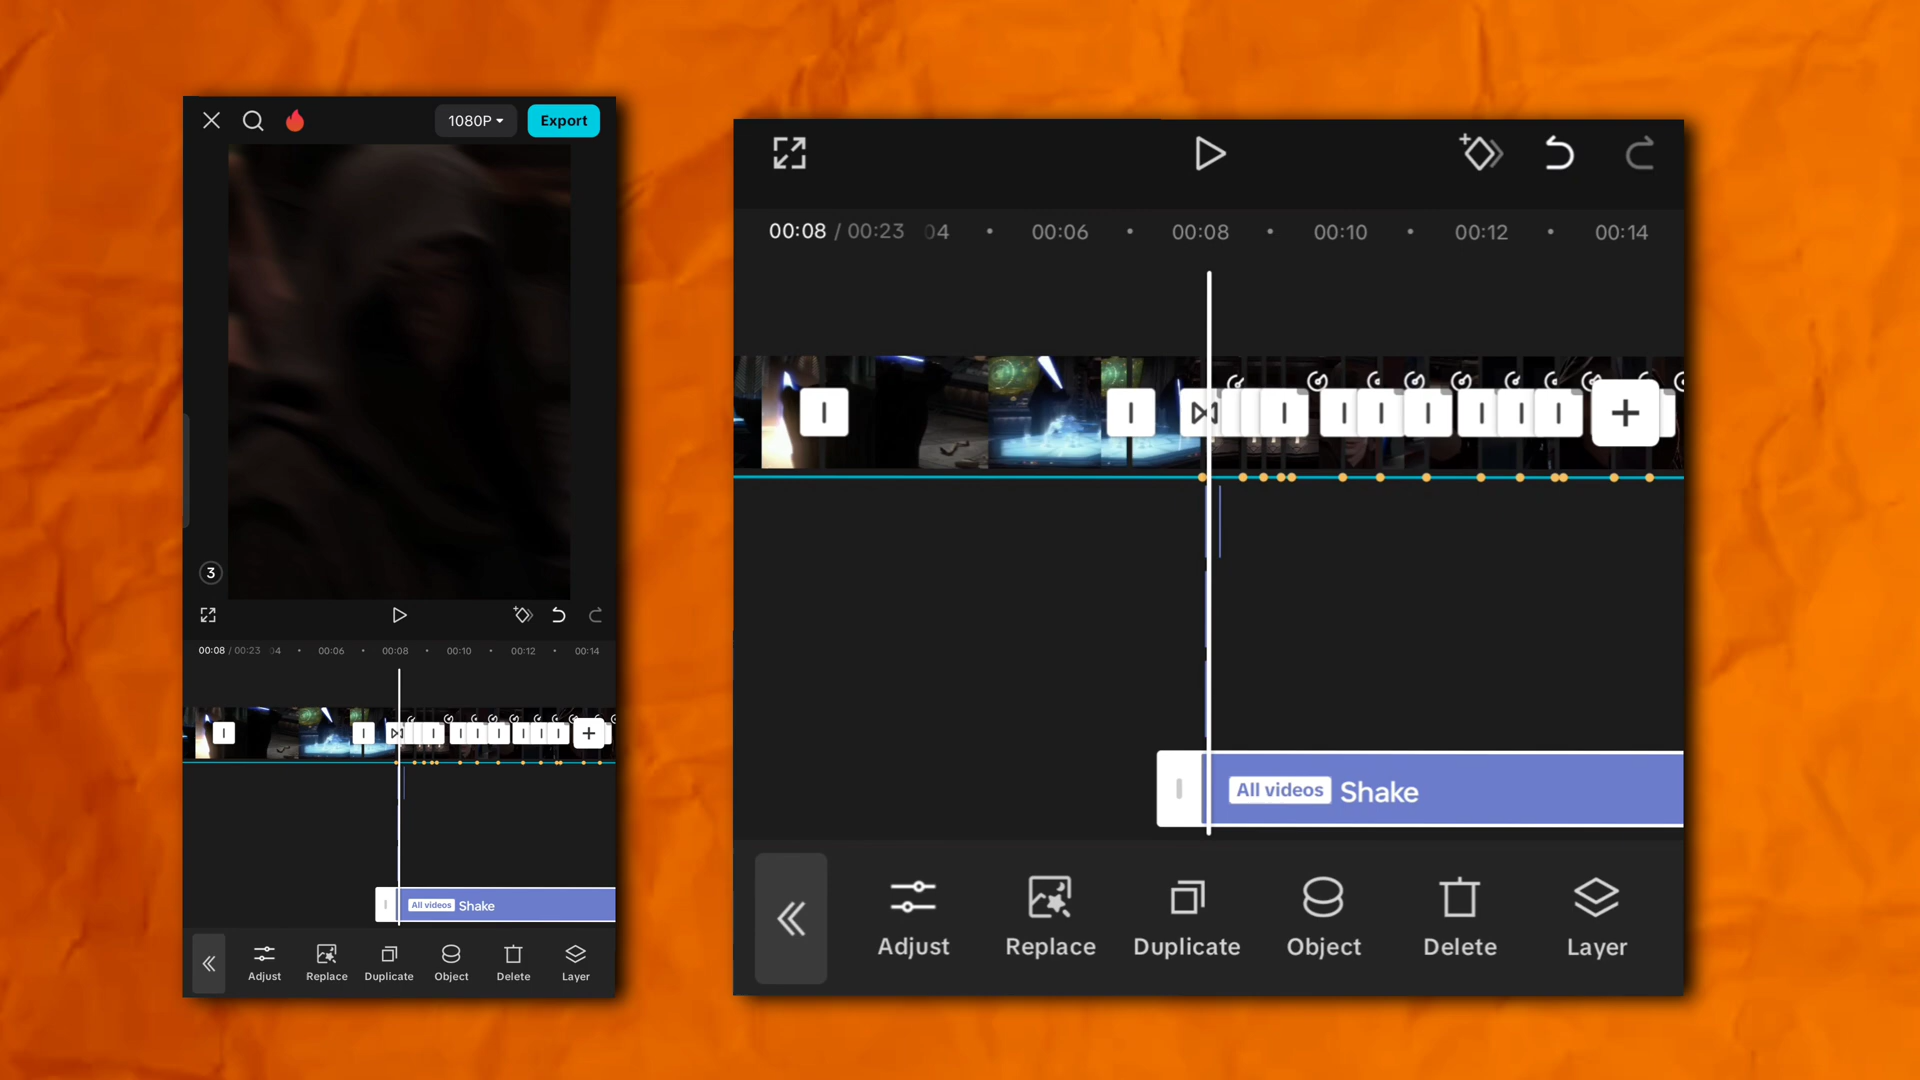 1080P Export
3
00:08 / 00:23 04 00:06 00:08 00:10 00:12 00:14
All videos Shake
Adjust Replace Duplicate Object Delete Layer
00:08 / 00:23 04 00:06 00:08 00:10 00:12 00:14
All videos Shake
Adjust Replace Duplicate Object Delete Layer